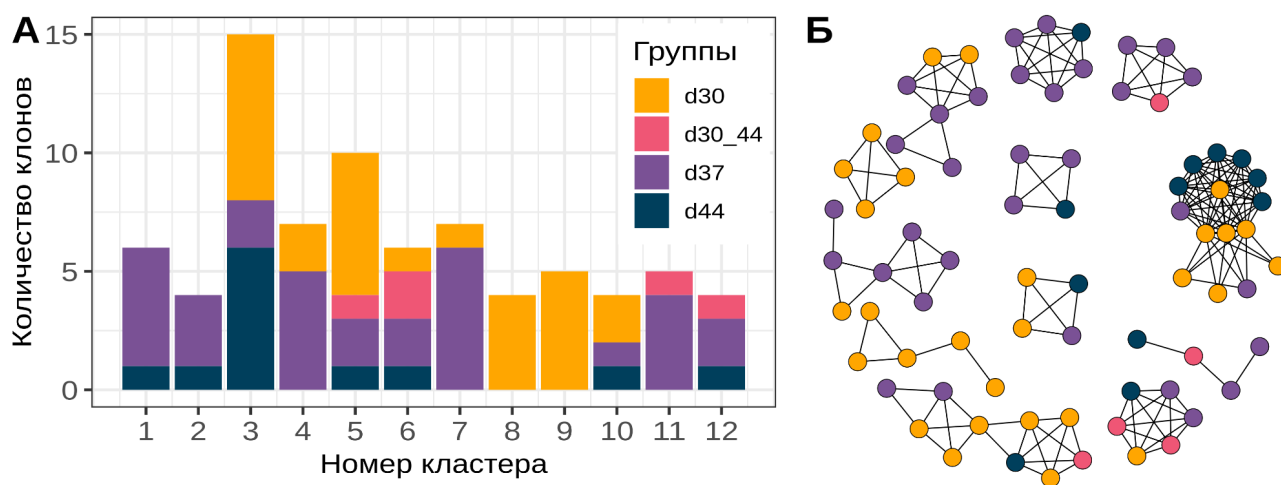 А
Количество клонов
15
10
5
0
Группы
d30
d30_44
d37
d44
1 2 3 4 5 6 7 8 9 10 11 12
Номер кластера
Б